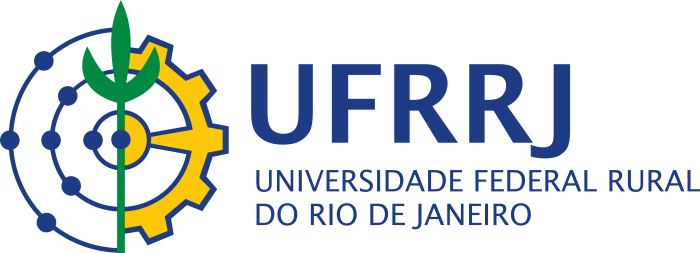 UFRRJ
UNIVERSIDADE FEDERAL RURAL
DO RIO DE JANEIRO